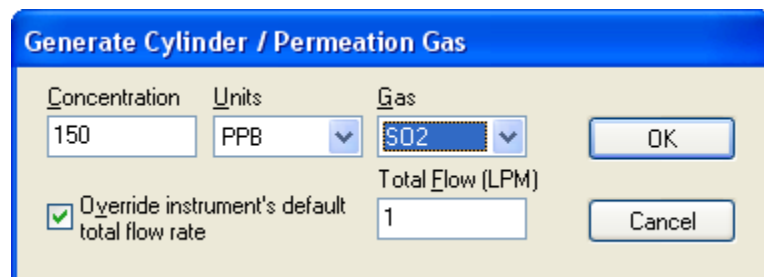 Generate Cylinder / Permeation Gas
Concentration Units Gas
150 PPB SO2 OK
Total Flow (LPM)
Override instrument's default
total flow rate
1 Cancel